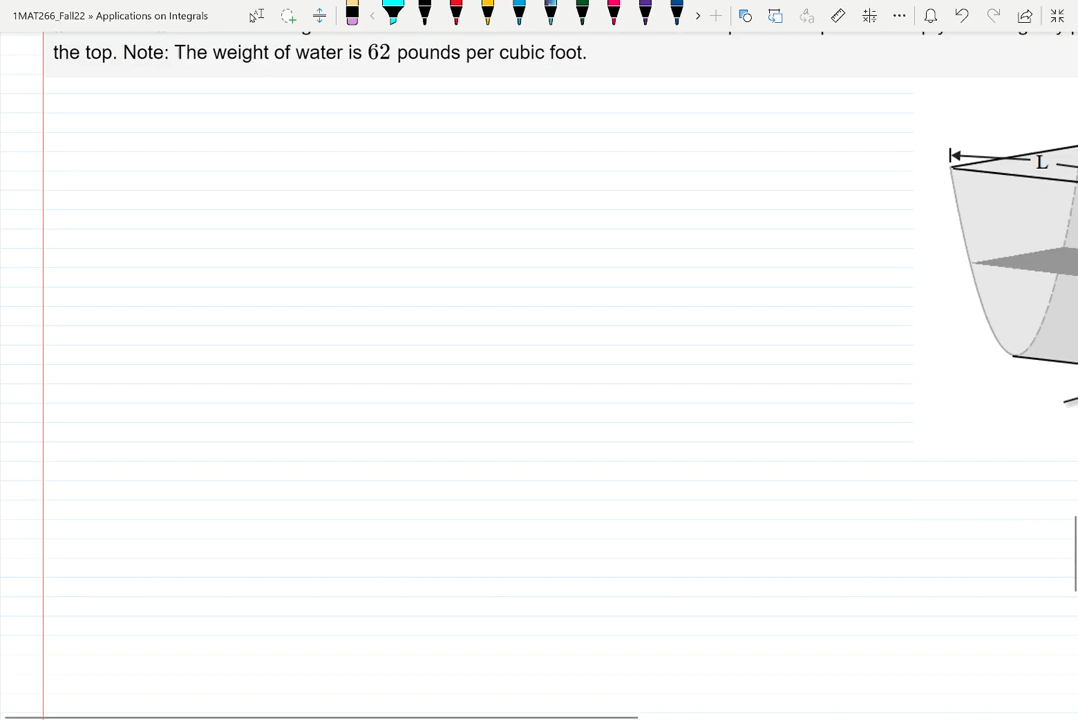 1MAT266_Fall22 » Applications on Integrals
the top. Note: The weight of water is 62 pounds per cubic foot.
L